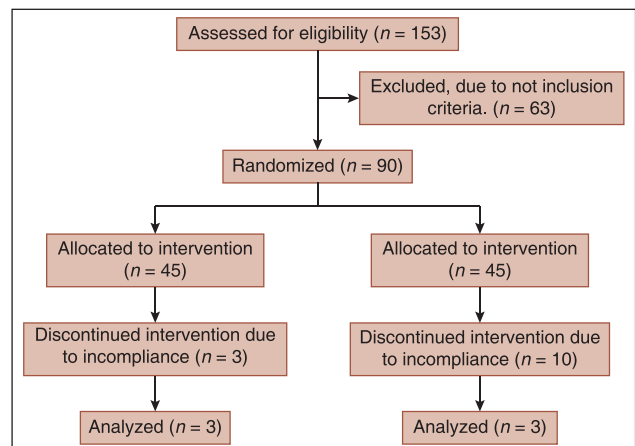 Assessed for eligibility (n = 153)
Excluded, due to not inclusion
criteria. (n = 63)
Randomized (n = 90)
Allocated to intervention
(n = 45)
Allocated to intervention
(n = 45)
Discontinued intervention due
to incompliance (n = 3)
Discontinued intervention due
to incompliance (n = 10)
Analyzed (n = 3)
Analyzed (n = 3)